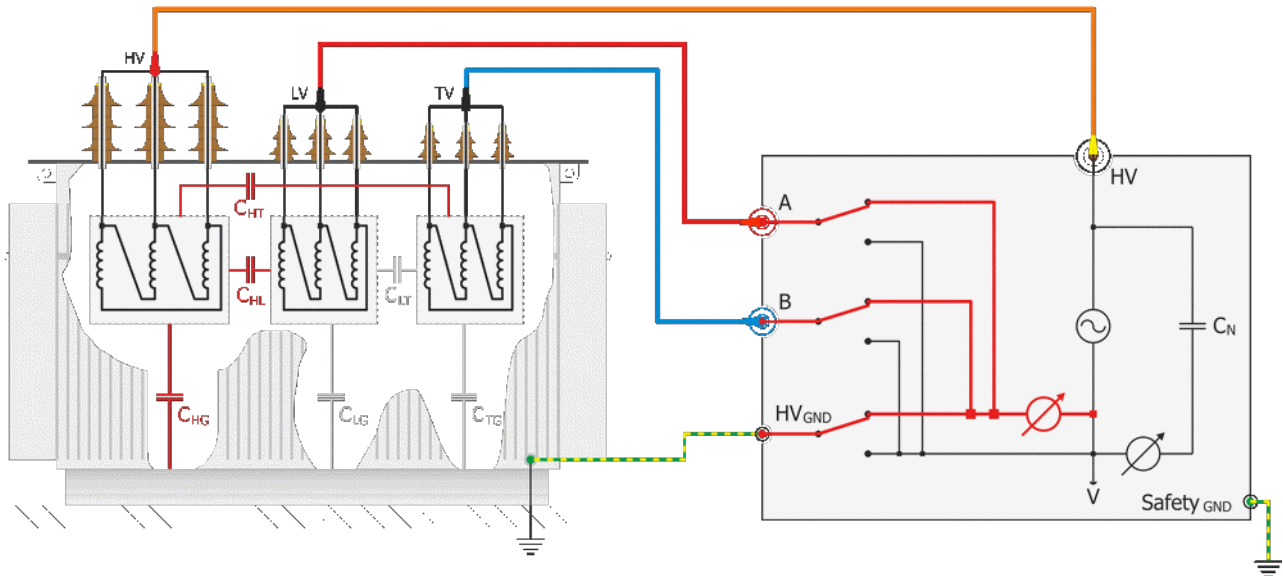 HV
LV
TV
HV
A
CHT
B
CHL
CLT
CN
CHG
CLG
CTG
HVGND
V
Safety GND